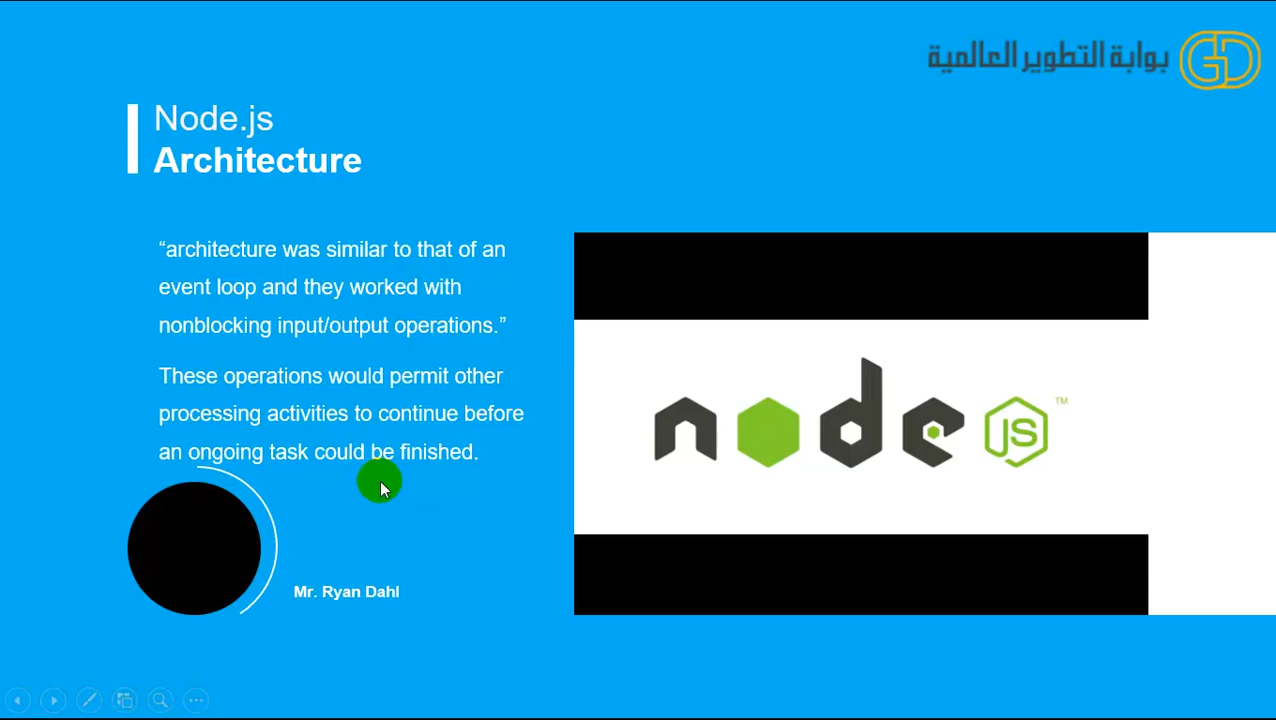 بوابة التطوير العالمية GD
Node.js
Architecture
“architecture was similar to that of an
event loop and they worked with
nonblocking input/output operations.”
These operations would permit other
processing activities to continue before
an ongoing task could be finished.
node JS TM
Mr. Ryan Dahl